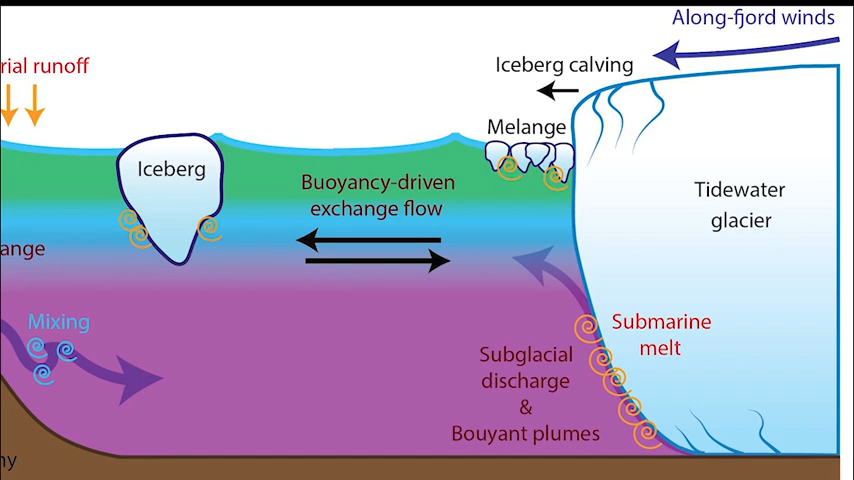 Along-fjord winds
rial runoff
Iceberg calving
Melange
Iceberg
Buoyancy-driven
exchange flow
Tidewater
glacier
ange
Mixing
Submarine
melt
Subglacial
discharge
&
Bouyant plumes
ny